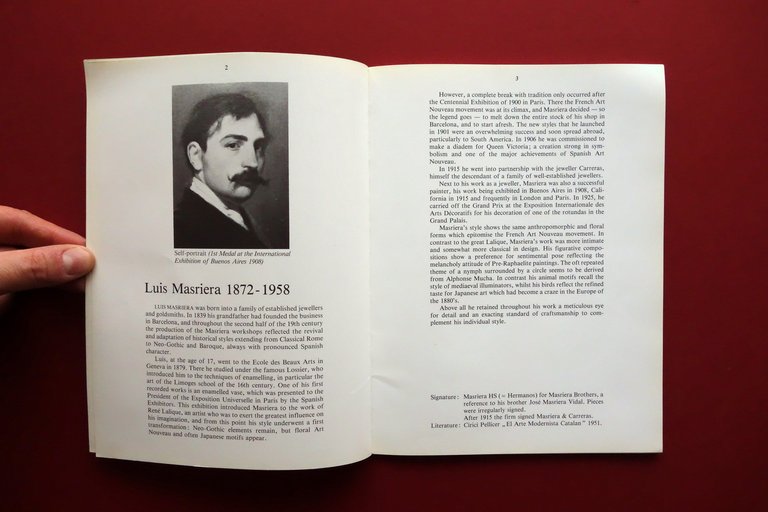 2
Self-portrait (1st Medal at the International
Exhibition of Buenos Aires 1908)
Luis Masriera 1872-1958
LUIS MASRIERA was born into a family of established jewellers
and goldsmiths. In 1839 his grandfather had founded the business
in Barcelona, and throughout the second half of the 19th century
the production of the Masriera workshops reflected the revival
and adaptation of historical styles extending from Classical Rome
to Neo-Gothic and Baroque, always with pronounced Spanish
character.
Luis, at the age of 17, went to the Ecole des Beaux Arts in
Geneva in 1879. There he studied under the famous Lossier, who
introduced him to the techniques of enamelling, in particular the
art of the Limoges school of the 16th century. One of his first
recorded works is an enamelled vase, which was presented to the
President of the Exposition Universelle in Paris by the Spanish
Exhibitors. This exhibition introduced Masriera to the work of
René Lalique, an artist who was to exert the greatest influence on
his imagination, and from this point his style underwent a first
transformation: Neo-Gothic elements remain, but floral Art
Nouveau and often Japanese motifs appear.
3
However, a complete break with tradition only occurred after
the Centennial Exhibition of 1900 in Paris. There the French Art
Nouveau movement was at its climax, and Masriera decided — so
the legend goes — to melt down the entire stock of his shop in
Barcelona, and to start afresh. The new styles that he launched
in 1901 were an overwhelming success and soon spread abroad,
particularly to South America. In 1906 he was commissioned to
make a diadem for Queen Victoria; a creation strong in sym-
bolism and one of the major achievements of Spanish Art
Nouveau.
In 1915 he went into partnership with the jeweller Carreras,
himself the descendant of a family of well-established jewellers.
Next to his work as a jeweller, Masriera was also a successful
painter, his work being exhibited in Buenos Aires in 1908, Cali-
fornia in 1915 and frequently in London and Paris. In 1925, he
carried off the Grand Prix at the Exposition Internationale des
Arts Décoratifs for his decoration of one of the rotundas in the
Grand Palais.
Masriera's style shows the same anthropomorphic and floral
forms which epitomise the French Art Nouveau movement. In
contrast to the great Lalique, Masriera's work was more intimate
and somewhat more classical in design. His figurative compo-
sitions show a preference for sentimental pose reflecting the
melancholy attitude of Pre-Raphaelite paintings. The oft repeated
theme of a nymph surrounded by a circle seems to be derived
from Alphonse Mucha. In contrast his animal motifs recall the
style of mediaeval illuminators, whilst his birds reflect the refined
taste for Japanese art which had become a craze in the Europe of
the 1880's.
Above all he retained throughout his work a meticulous eye
for detail and an exacting standard of craftsmanship to com-
plement his individual style.
Signature: Masriera HS (= Hermanos) for Masriera Brothers, a
reference to his brother José Masriera Vidal. Pieces
were irregularly signed.
After 1915 the firm signed Masriera & Carreras.
Literature: Cirici Pellicer „El Arte Modernista Catalan" 1951.